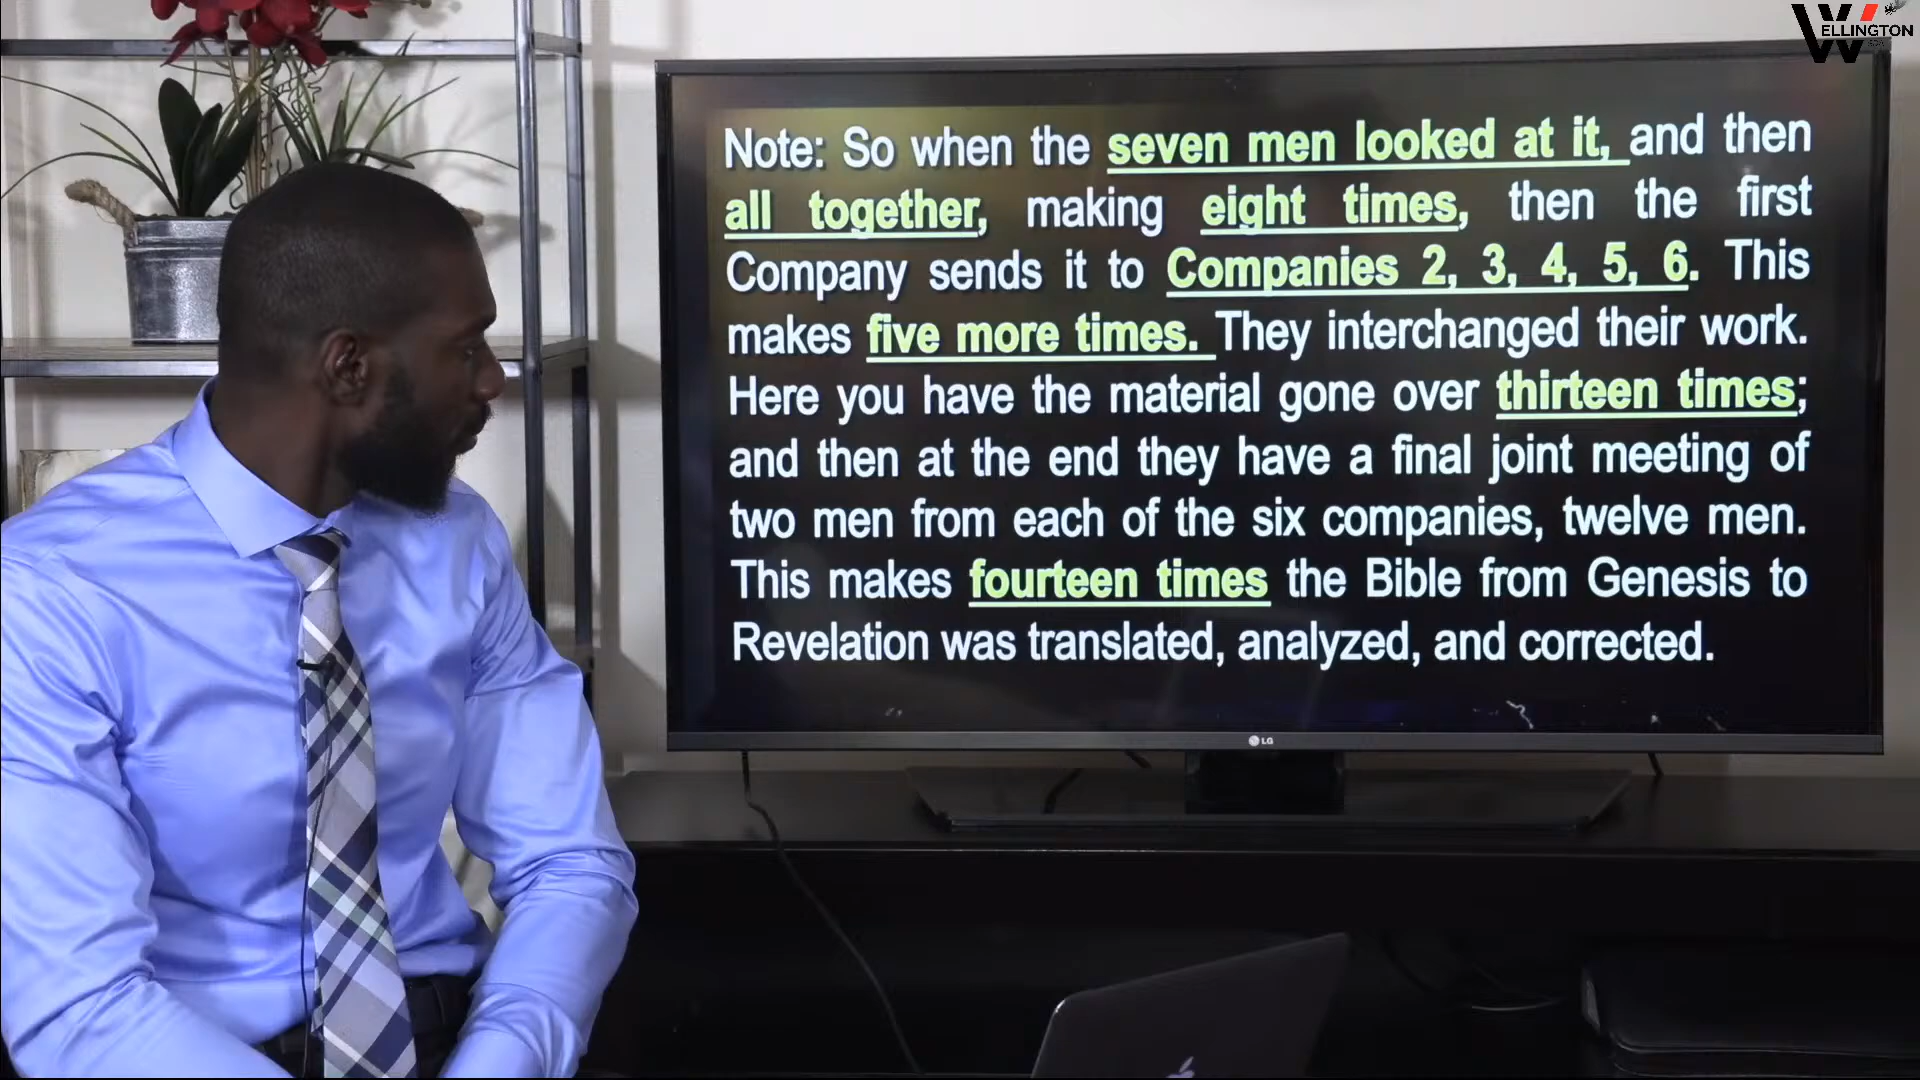 WELLINGTON
SDA
Note: So when the seven men looked at it, and then
all together, making eight times, then the first
Company sends it to Companies 2, 3, 4, 5, 6. This
makes five more times. They interchanged their work.
Here you have the material gone over thirteen times;
and then at the end they have a final joint meeting of
two men from each of the six companies, twelve men.
This makes fourteen times the Bible from Genesis to
Revelation was translated, analyzed, and corrected.
LG